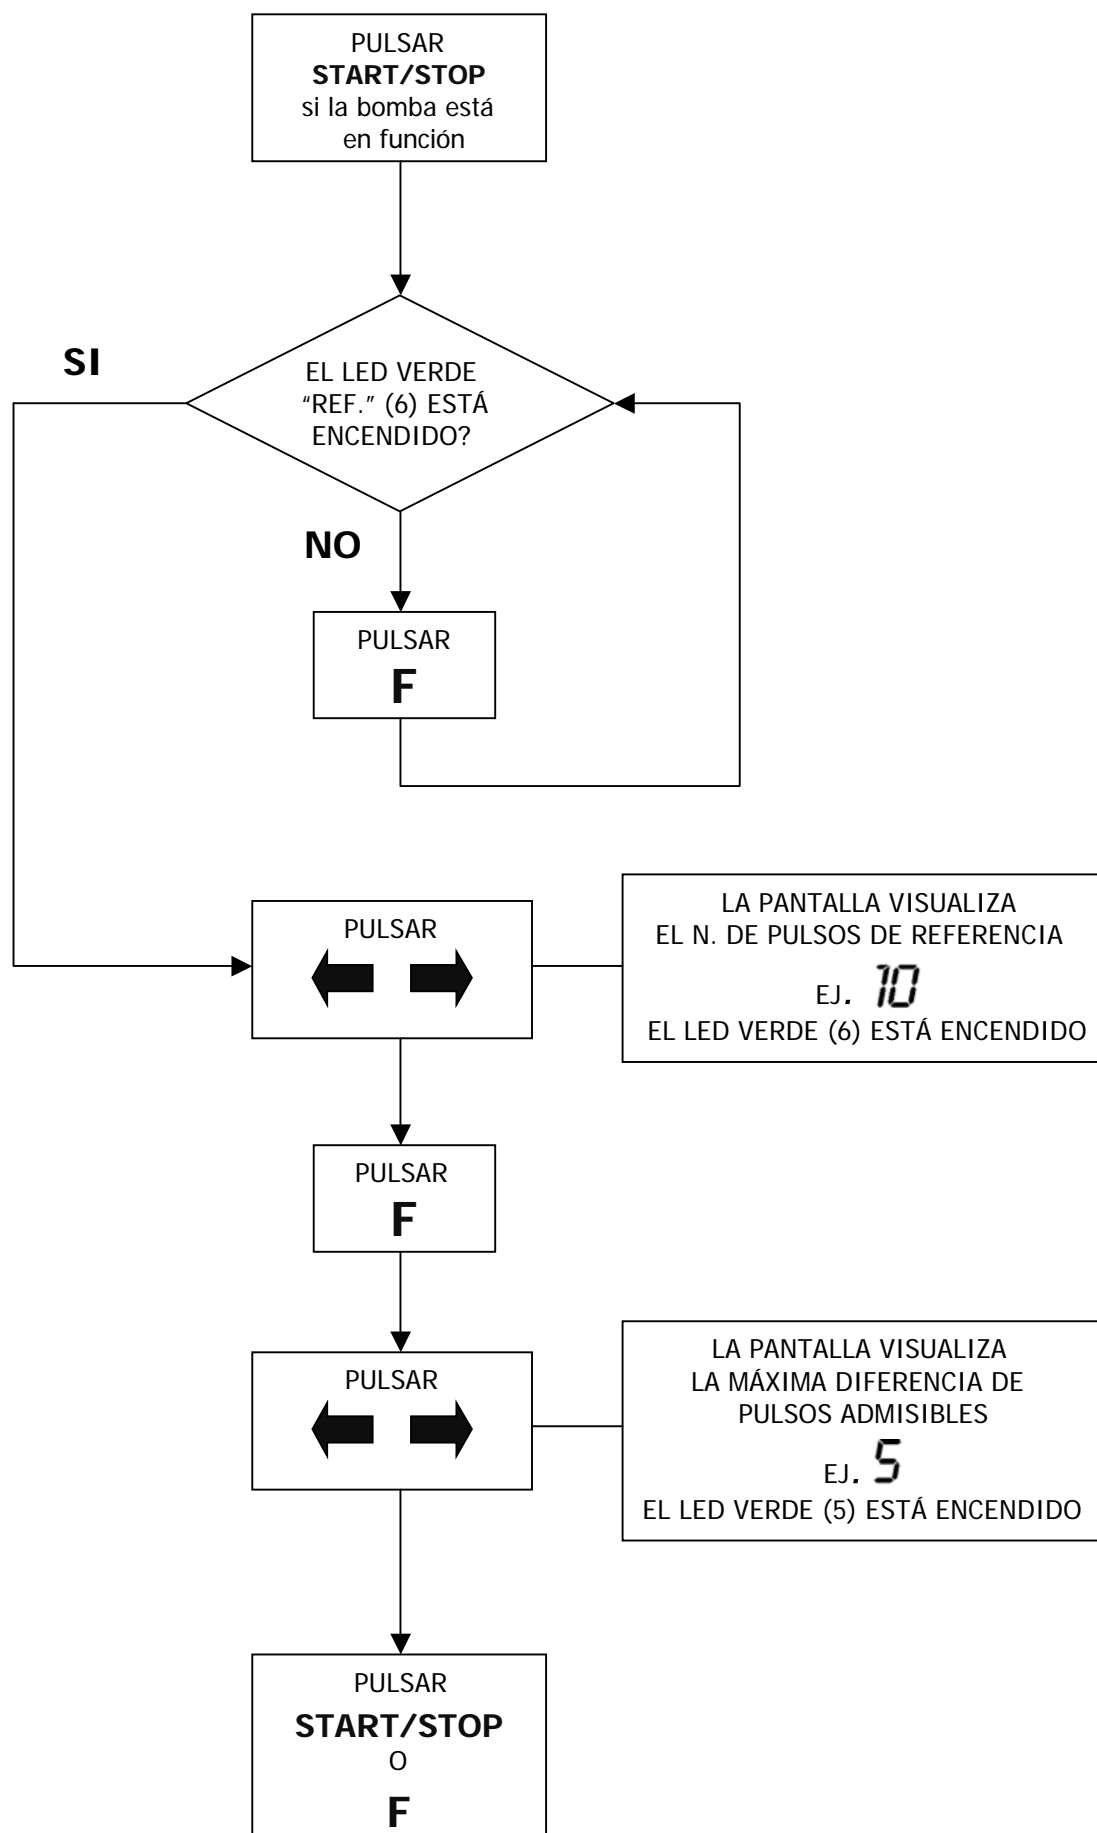 PULSAR
START/STOP
si la bomba está
en función
SI
EL LED VERDE
“REF.” (6) ESTÁ
ENCENDIDO?
NO
PULSAR
F
PULSAR
LA PANTALLA VISUALIZA
EL N. DE PULSOS DE REFERENCIA
EJ. 10
EL LED VERDE (6) ESTÁ ENCENDIDO
PULSAR
F
PULSAR
LA PANTALLA VISUALIZA
LA MÁXIMA DIFERENCIA DE
PULSOS ADMISIBLES
EJ. 5
EL LED VERDE (5) ESTÁ ENCENDIDO
PULSAR
START/STOP
O
F